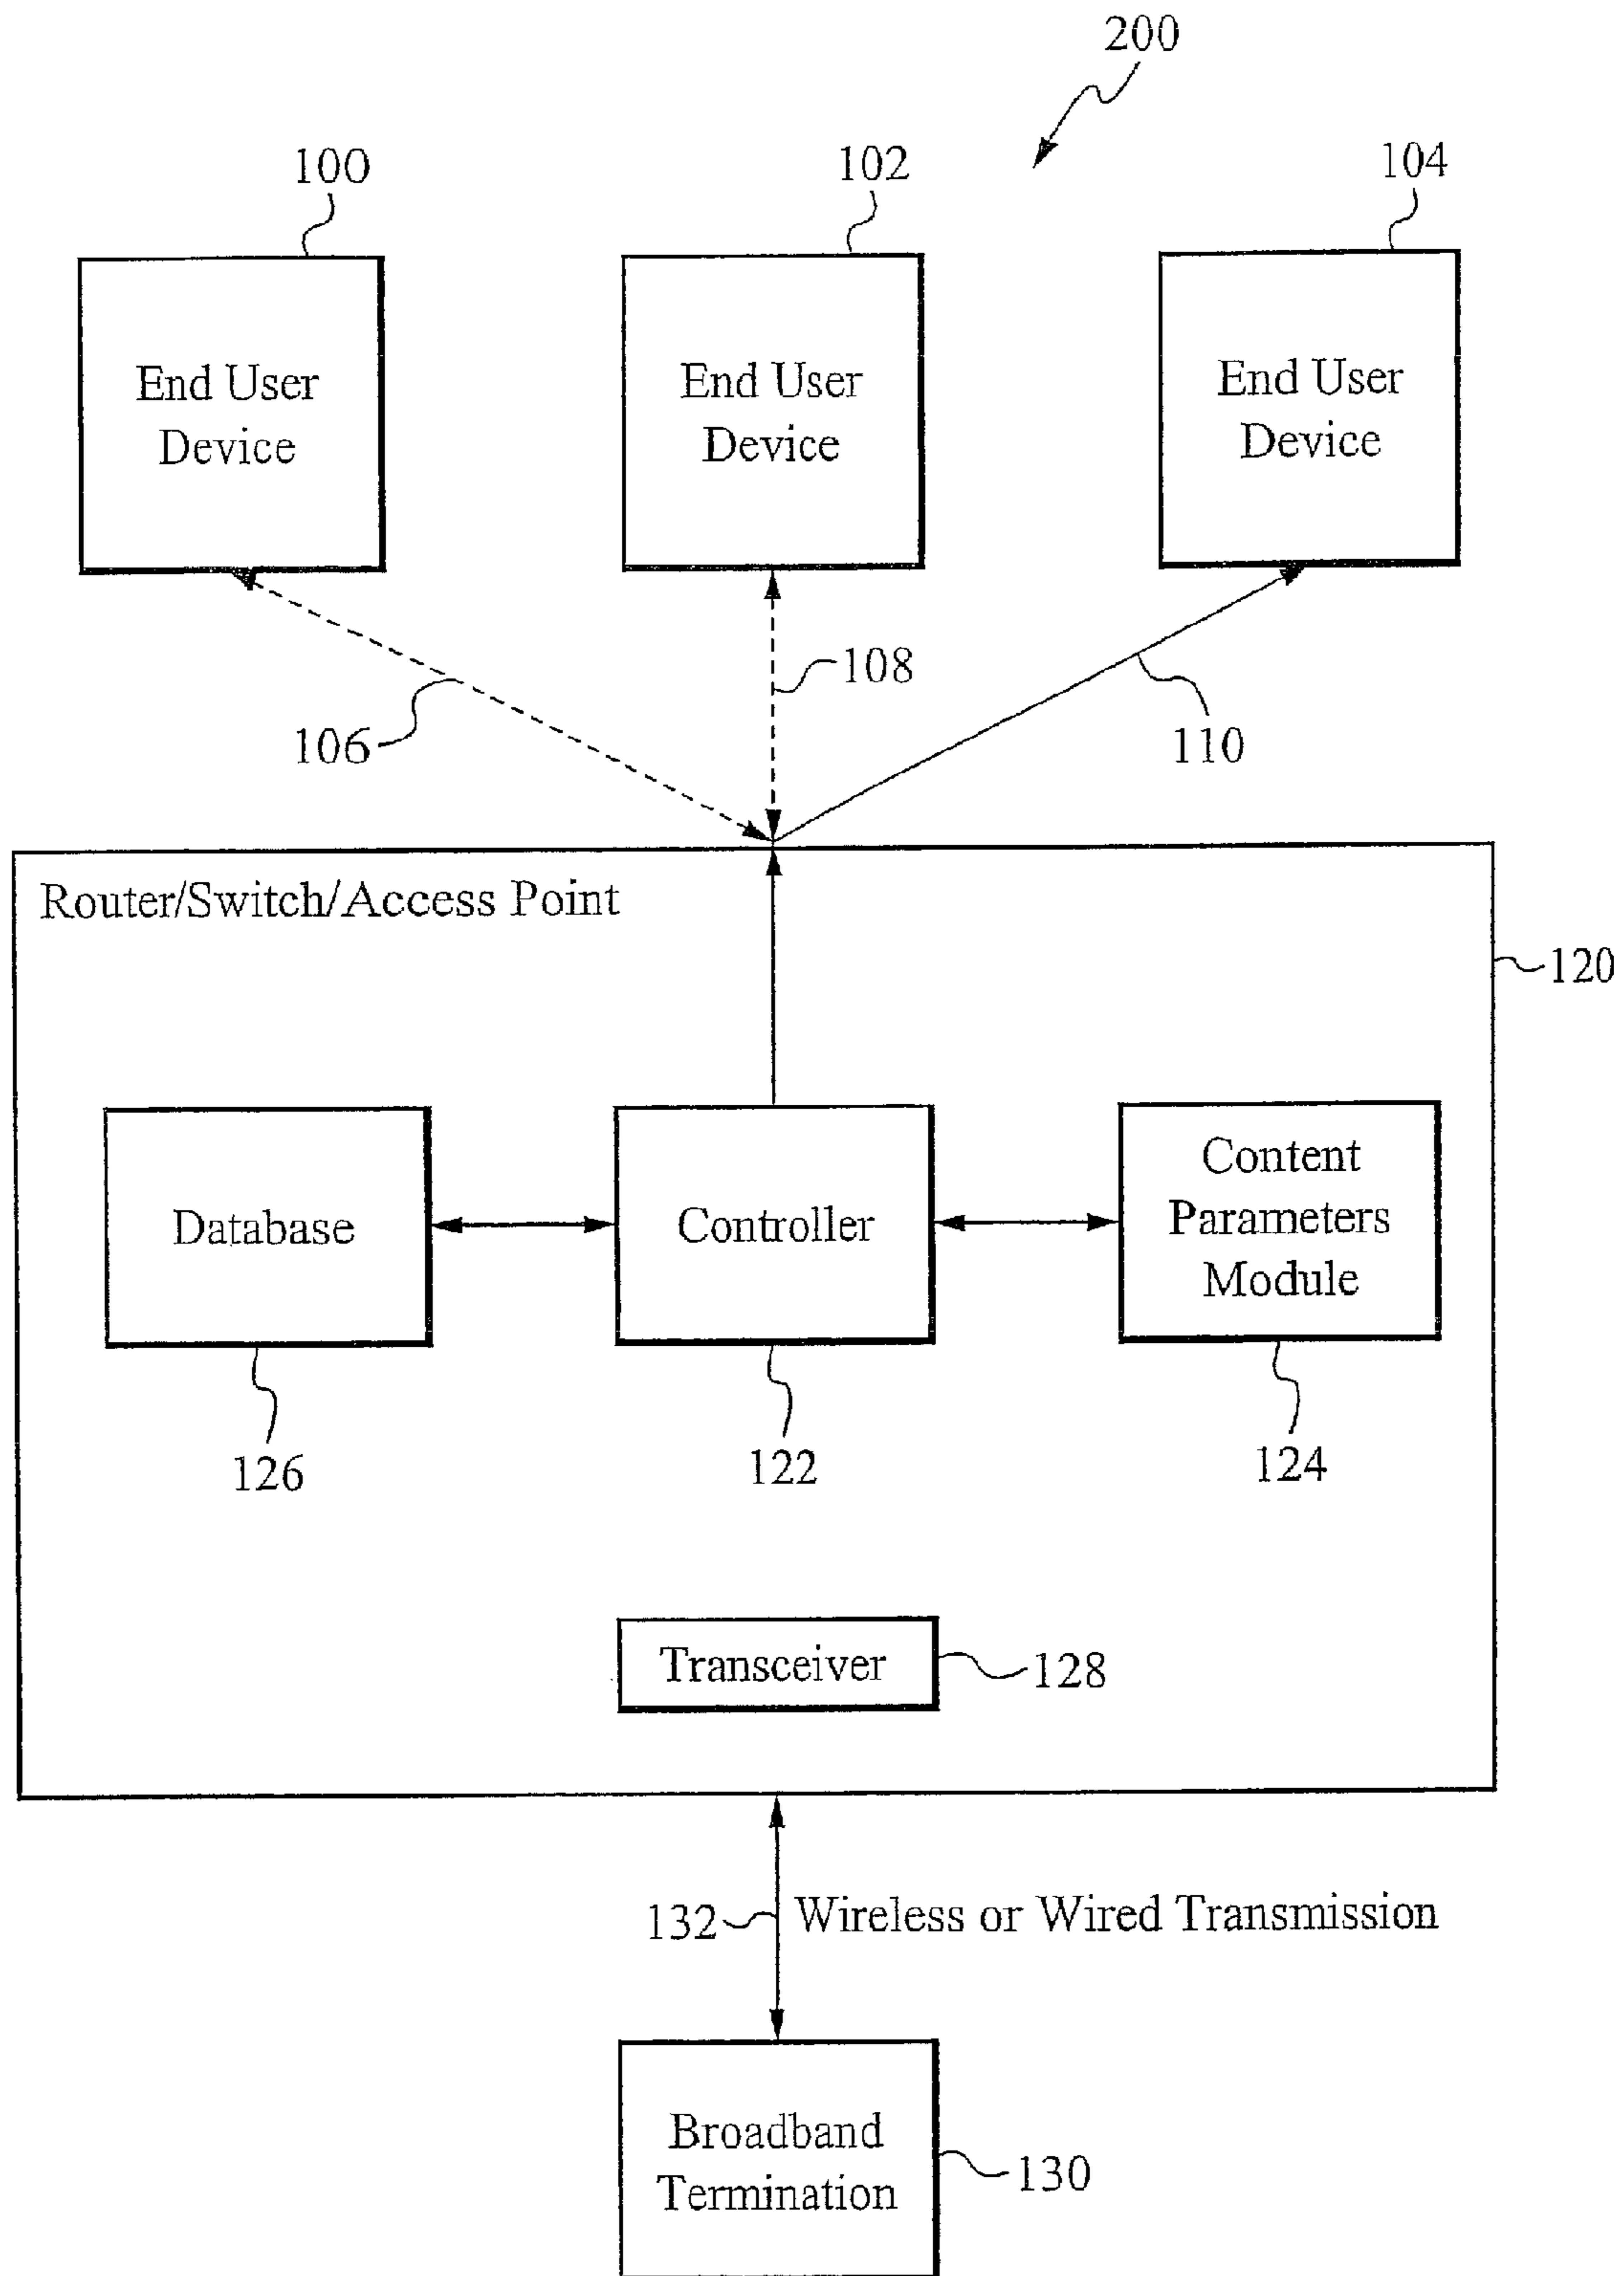 200
100
102
104
End User
Device
End User
Device
End User
Device
106
108
110
Router/Switch/Access Point
120
Database
Controller
Content
Parameters
Module
126
122
124
Transceiver
128
132
Wireless or Wired Transmission
Broadband
Termination
130